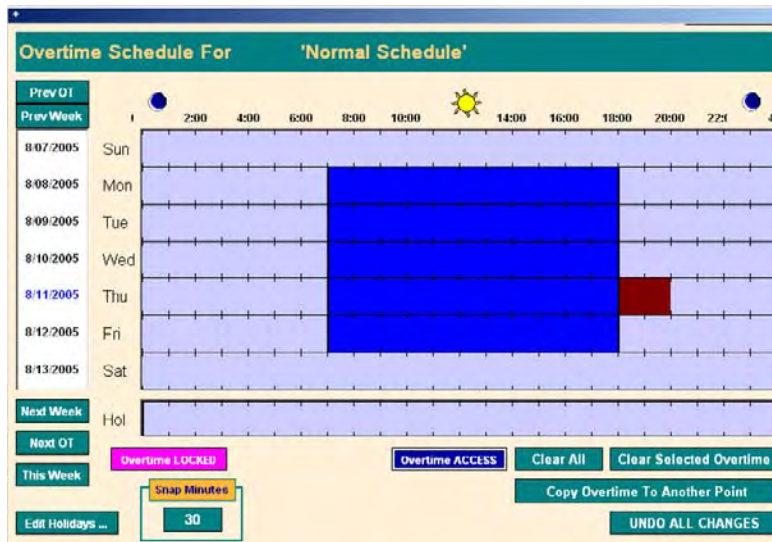 Overtime Schedule For 'Normal Schedule'
Prev OT
Prev Week
2:00 4:00 6:00 8:00 10:00 14:00 16:00 18:00 20:00
8/07/2005 Sun
8/08/2005 Mon
8/09/2005 Tue
8/10/2005 Wed
8/11/2005 Thu
8/12/2005 Fri
8/13/2005 Sat
Next Week
Hol
Next OT
This Week
Overtime LOCKED Overtime ACCESS Clear All Clear Selected Overtime
Snap Minutes
30
Copy Overtime To Another Point
Edit Holidays ...
UNDO ALL CHANGES